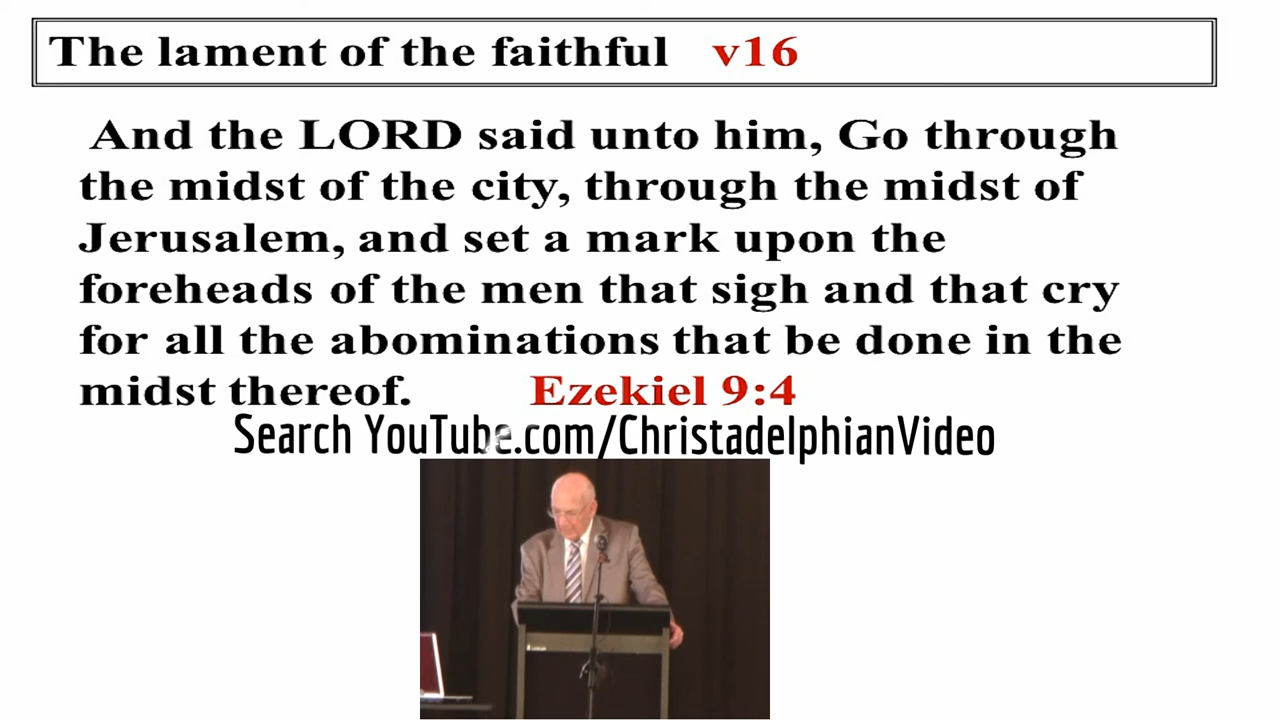 The lament of the faithful v16
And the LORD said unto him, Go through
the midst of the city, through the midst of
Jerusalem, and set a mark upon the
foreheads of the men that sigh and that cry
for all the abominations that be done in the
midst thereof. Ezekiel 9:4
Search YouTube.com/ChristadelphianVideo